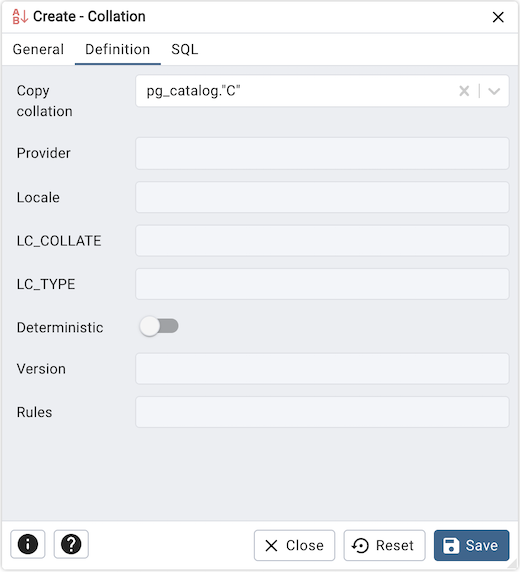 Create - Collation
General Definition SQL
Copy collation pg_catalog."C"
Provider
Locale
LC_COLLATE
LC_TYPE
Deterministic
Version
Rules
Close Reset Save